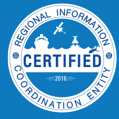 REGIONAL INFORMATION
CERTIFIED
2016
COORDINATION ENTITY